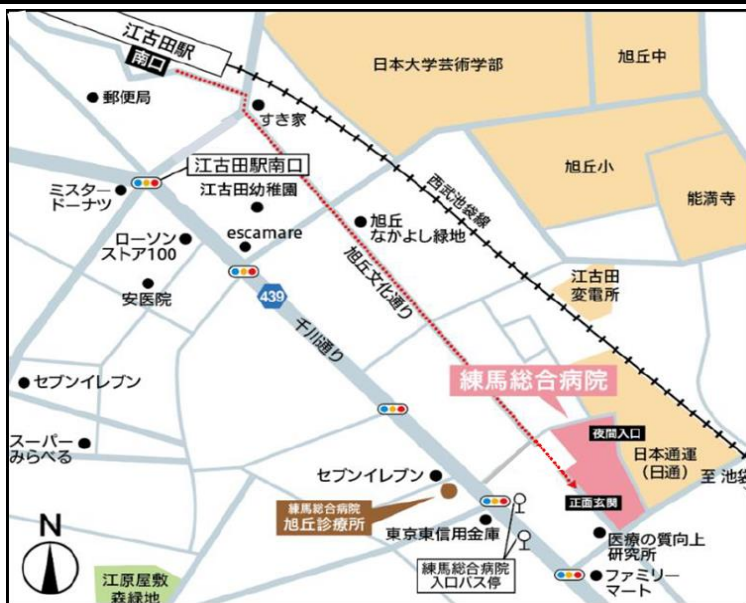 江古田駅
南口
郵便局
すき家
日本大学芸術学部
旭丘中
旭丘小
能満寺
江古田駅南口
ミスター
ドーナツ
江古田幼稚園
ローソン
ストア100
escamare
安医院
439
旭丘
なかよし緑地
西武池袋線
旭丘文化通り
千川通り
江古田
変電所
セブンイレブン
スーパー
みらべる
練馬総合病院
夜間入口
日本通運
(日通)
至 池袋
セブンイレブン
練馬総合病院
旭丘診療所
正面玄関
東京東信用金庫
医療の質向上
研究所
練馬総合病院
入口バス停
ファミリー
マート
N
江原屋敷
森緑地